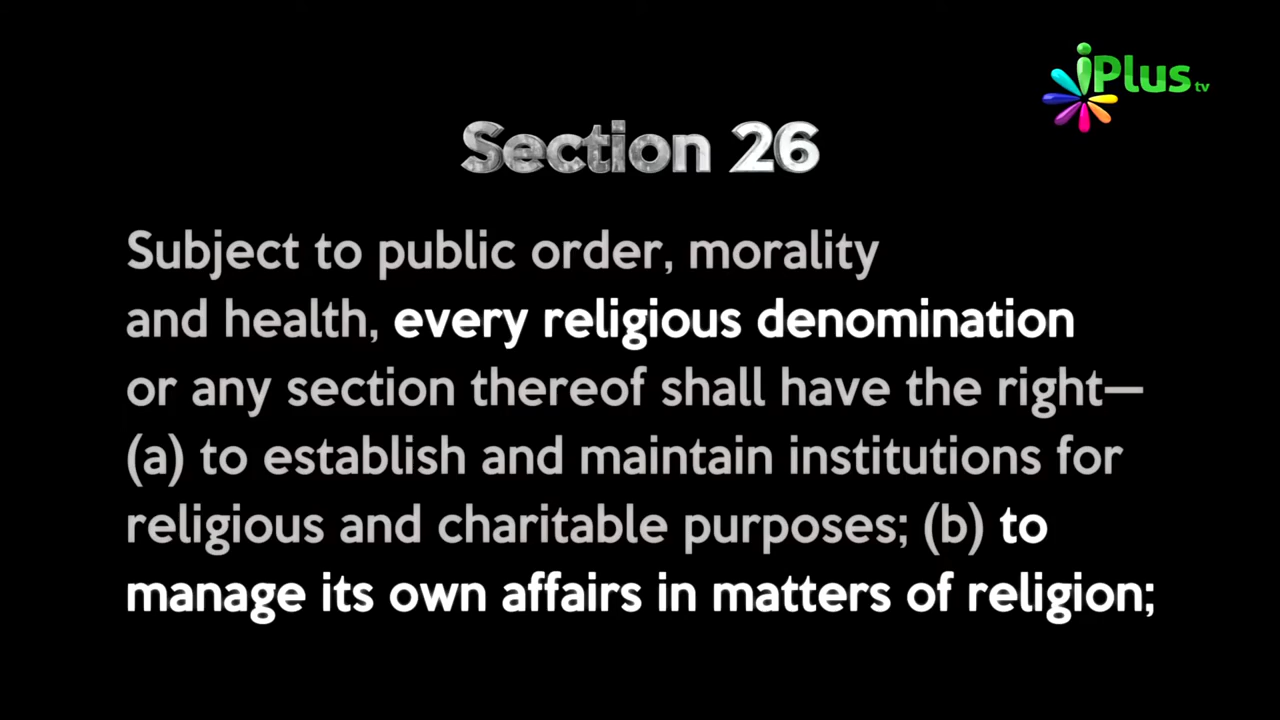 iPlus tv
Section 26
Subject to public order, morality
and health, every religious denomination
or any section thereof shall have the right—
(a) to establish and maintain institutions for
religious and charitable purposes; (b) to
manage its own affairs in matters of religion;